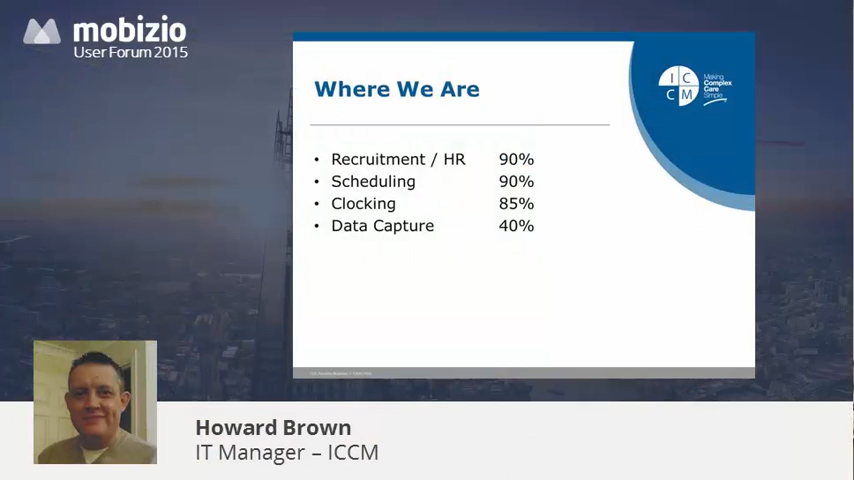 mobizio
User Forum 2015
Where We Are
I C
C M
Making
Complex
Care
Simple
• Recruitment / HR 90%
• Scheduling 90%
• Clocking 85%
• Data Capture 40%
Howard Brown
IT Manager – ICCM